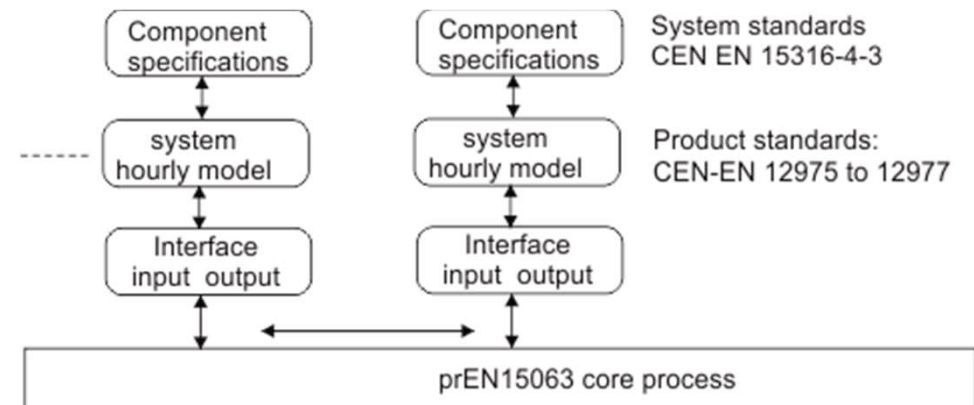 Component
specifications
Component
specifications
System standards
CEN EN 15316-4-3
system
hourly model
system
hourly model
Product standards:
CEN-EN 12975 to 12977
Interface
input output
Interface
input output
prEN15063 core process